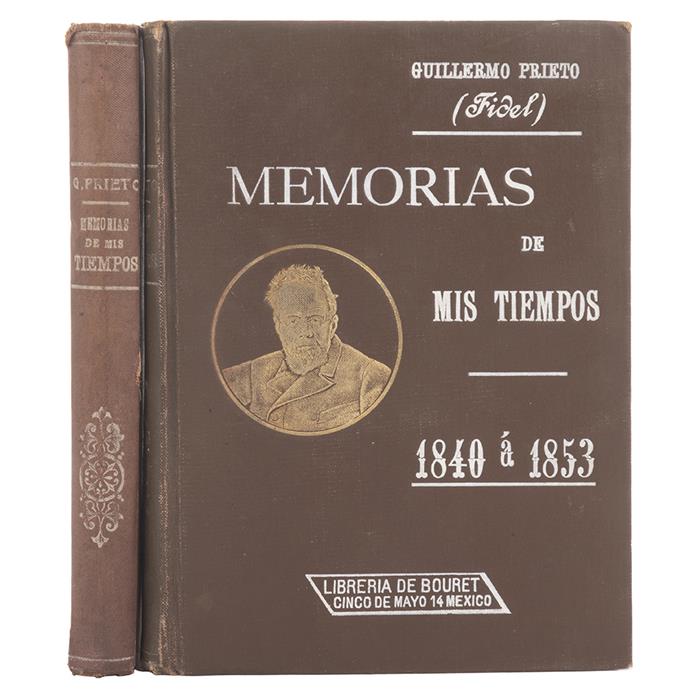 G. PRIETO
MEMORIAS
DE MIS
TIEMPOS
GUILLERMO PRIETO
(Fidel)
MEMORIAS
DE
MIS TIEMPOS
1840 á 1853
LIBRERIA DE BOURET
CINCO DE MAYO 14 MEXICO